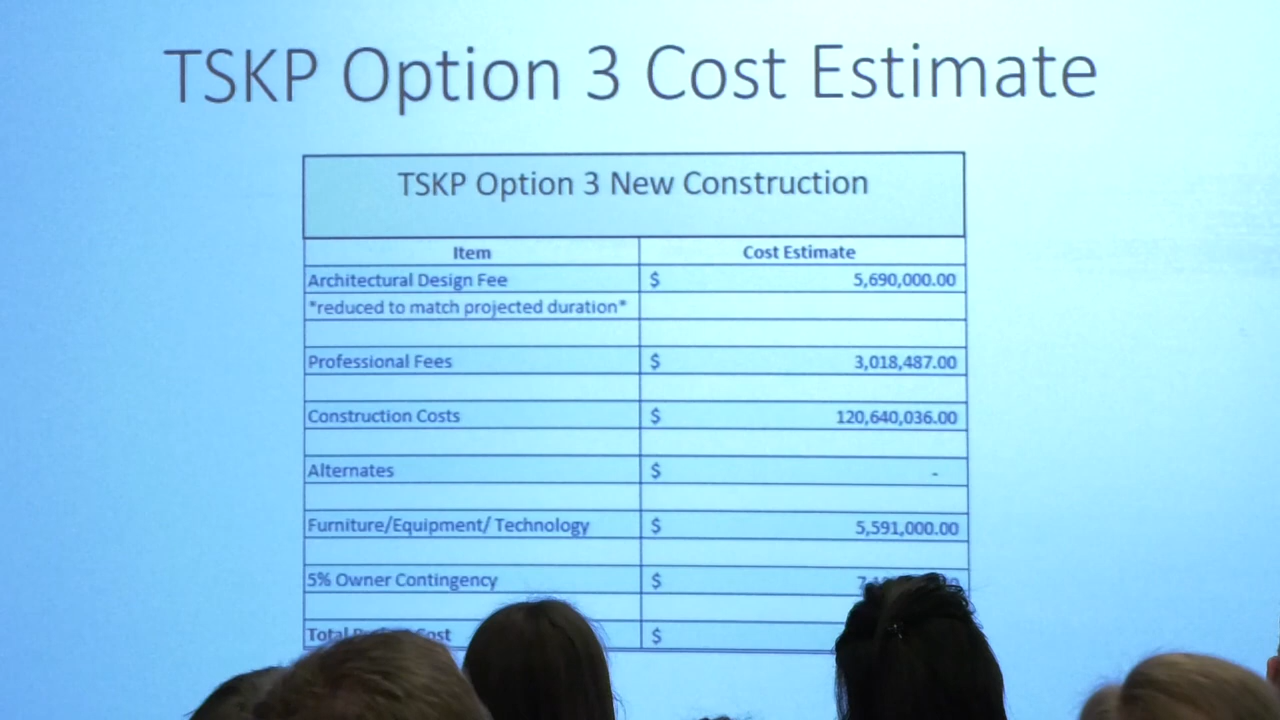 TSKP Option 3 Cost Estimate
TSKP Option 3 New Construction
Item Cost Estimate
Architectural Design Fee $ 5,690,000.00
*reduced to match projected duration*
Professional Fees $ 3,018,487.00
Construction Costs $ 120,640,036.00
Alternates $ -
Furniture/Equipment/ Technology $ 5,591,000.00
5% Owner Contingency $
Total Cost $